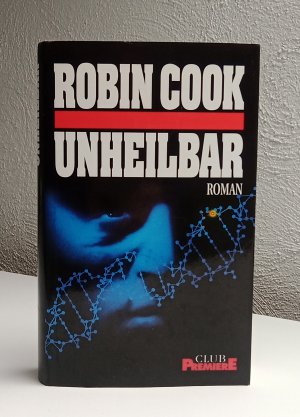 ROBIN COOK
UNHEILBAR
ROMAN
CLUB
PREMIERE